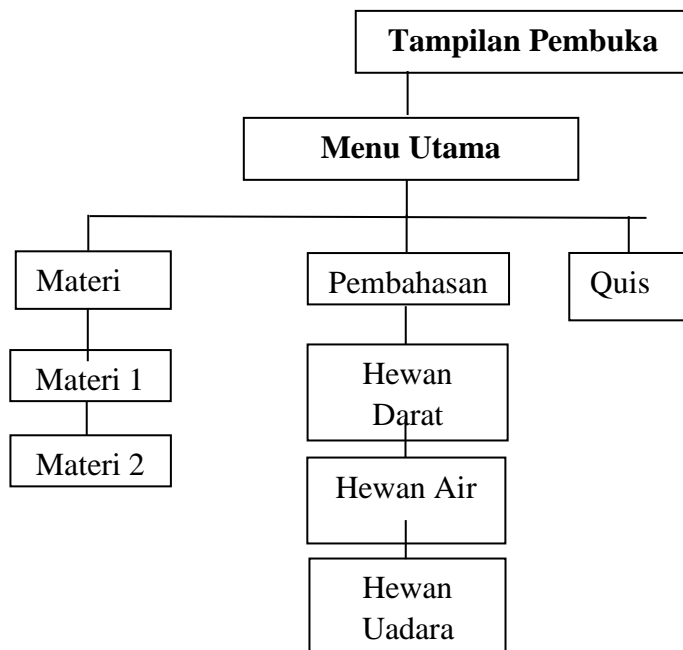 Tampilan Pembuka
Menu Utama
Materi
Pembahasan
Quis
Materi 1
Hewan
Darat
Materi 2
Hewan Air
Hewan
Uadara